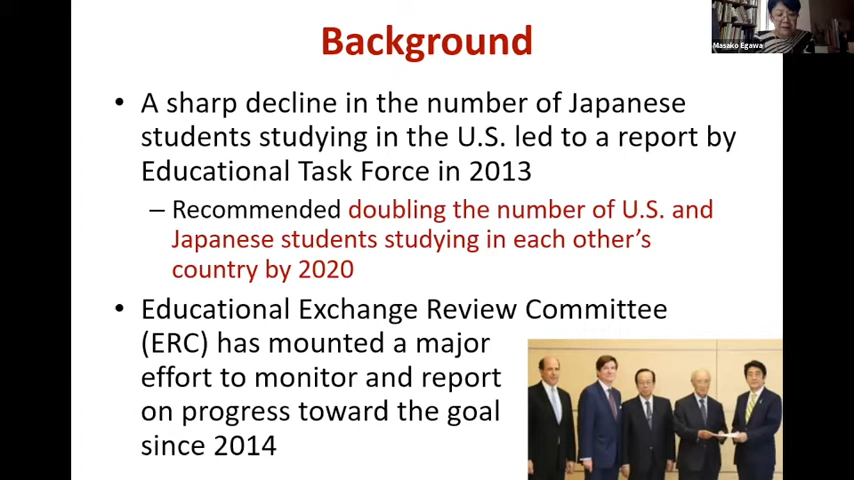 Background
Masako Egawa
• A sharp decline in the number of Japanese
students studying in the U.S. led to a report by
Educational Task Force in 2013
– Recommended doubling the number of U.S. and
Japanese students studying in each other’s
country by 2020
• Educational Exchange Review Committee
(ERC) has mounted a major
effort to monitor and report
on progress toward the goal
since 2014